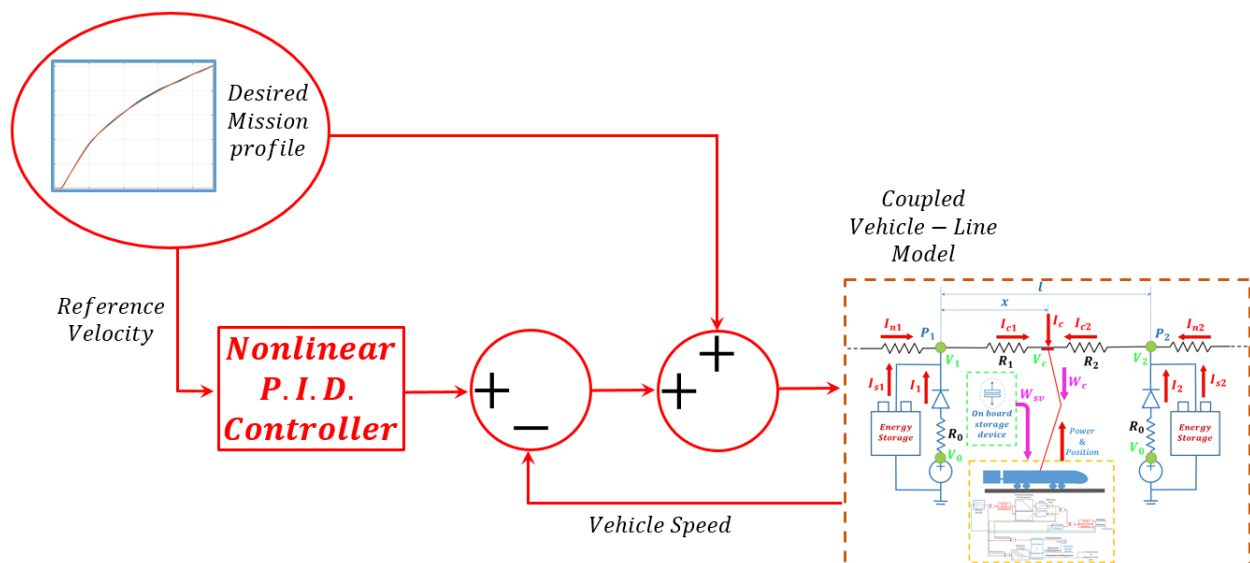 Desired
Mission
profile
Reference
Velocity
Nonlinear
P. I. D.
Controller
+
−
+
+
Vehicle Speed
Coupled
Vehicle − Line
Model
l
x
I_n1
P_1
I_c1
I_c
I_c2
P_2
I_n2
V_1
R_1
V_c
R_2
V_2
I_s1
I_1
W_sv
W_c
I_2
I_s2
Energy
Storage
R_0
V_0
On board
storage
device
Power
&
Position
R_0
V_0
Energy
Storage